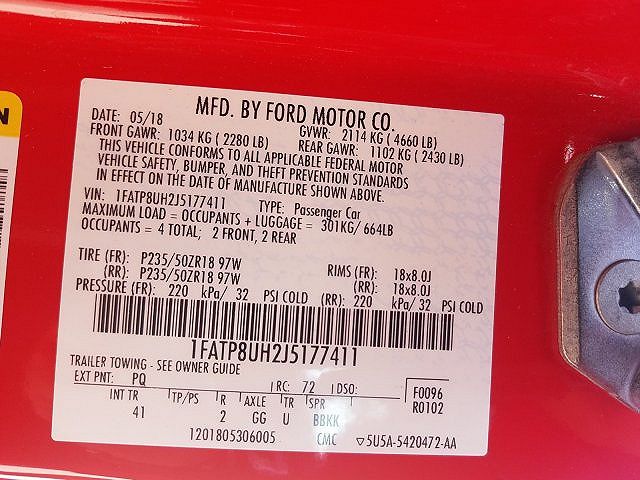 N
MFD. BY FORD MOTOR CO.
DATE: 05/18 GVWR: 2114 KG ( 4660 LB)
FRONT GAWR: 1034 KG ( 2280 LB) REAR GAWR: 1102 KG ( 2430 LB)
THIS VEHICLE CONFORMS TO ALL APPLICABLE FEDERAL MOTOR
VEHICLE SAFETY, BUMPER, AND THEFT PREVENTION STANDARDS
IN EFFECT ON THE DATE OF MANUFACTURE SHOWN ABOVE.
VIN: 1FATP8UH2J5177411 TYPE: Passenger Car
MAXIMUM LOAD = OCCUPANTS + LUGGAGE = 301KG/ 664LB
OCCUPANTS = 4 TOTAL; 2 FRONT, 2 REAR
TIRE (FR): P235/50ZR18 97W RIMS (FR): 18x8.0J
(RR): P235/50ZR18 97W (RR): 18x8.0J
PRESSURE (FR): 220 kPa/ 32 PSI COLD (RR): 220 kPa/ 32 PSI COLD
1FATP8UH2J5177411
TRAILER TOWING - SEE OWNER GUIDE
EXT PNT: PQ RC: 72 DSO: F0096
INT TR TP/PS R AXLE TR SPR R0102
41 2 GG U BBKK
1201805306005 CMC 5U5A-5420472-AA